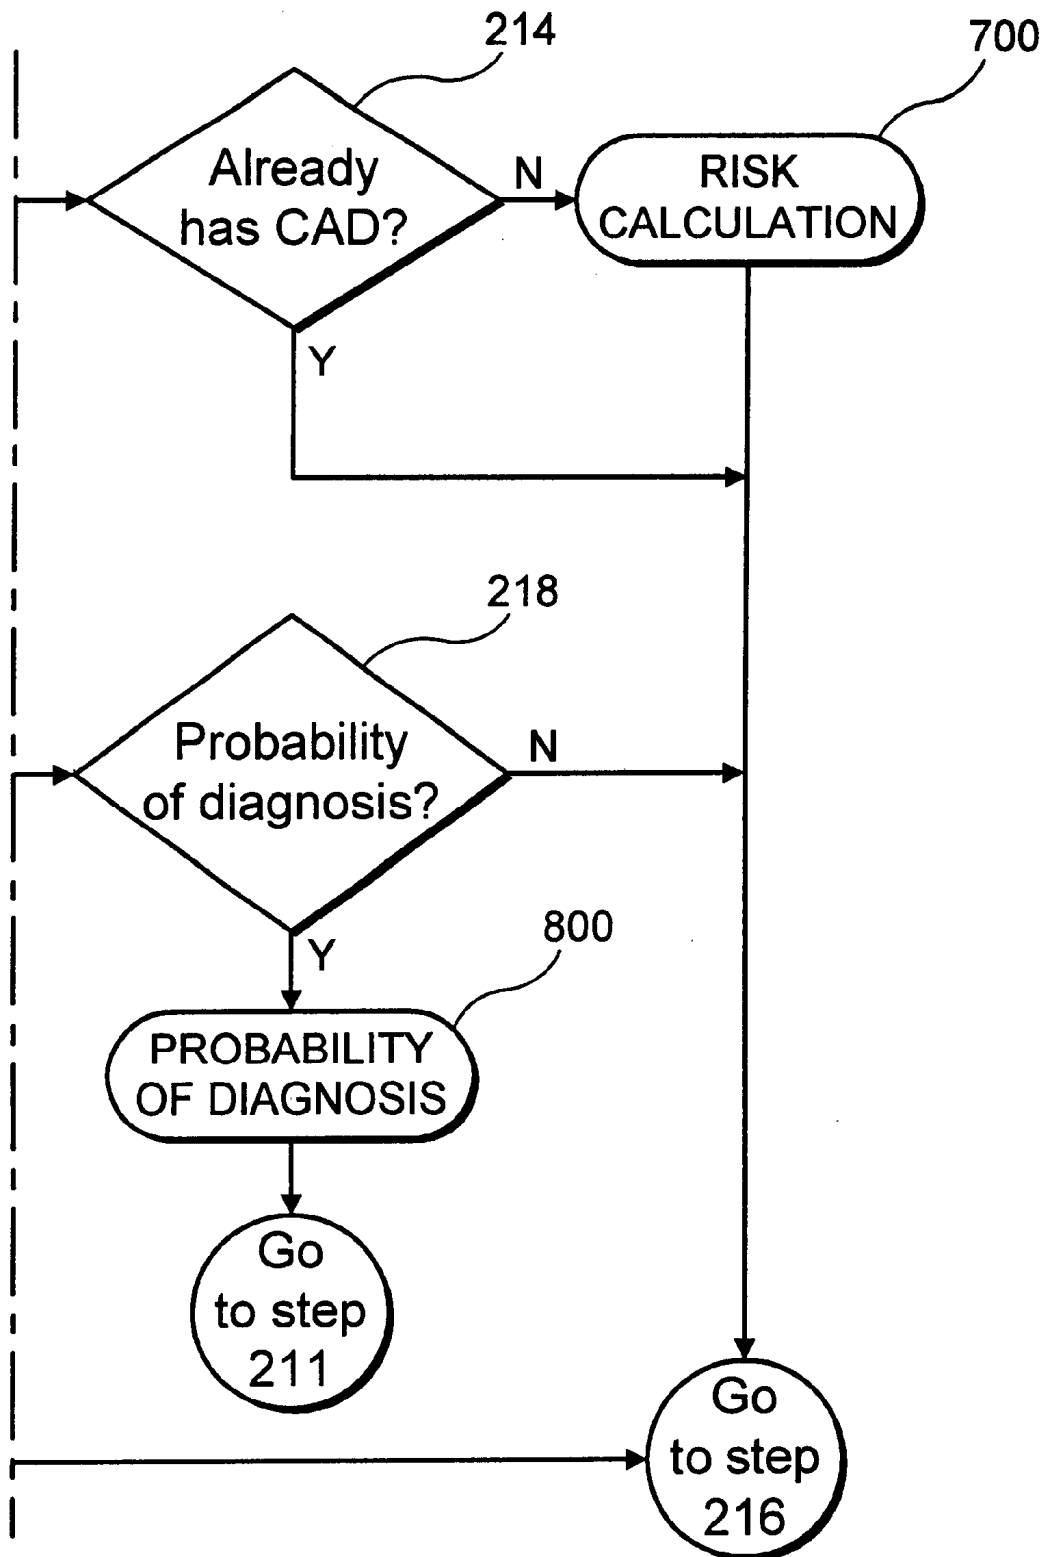 214
700
Already
has CAD?
N
RISK
CALCULATION
Y
218
Probability
of diagnosis?
N
Y
800
PROBABILITY
OF DIAGNOSIS
Go
to step
211
Go
to step
216